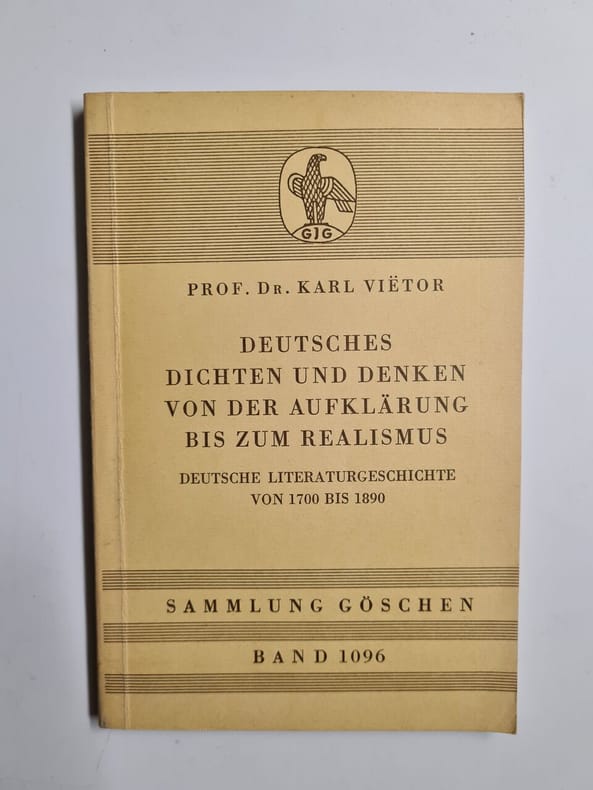 GJG
PROF. DR. KARL VIËTOR
DEUTSCHES
DICHTEN UND DENKEN
VON DER AUFKLÄRUNG
BIS ZUM REALISMUS
DEUTSCHE LITERATURGESCHICHTE
VON 1700 BIS 1890
SAMMLUNG GÖSCHEN
BAND 1096